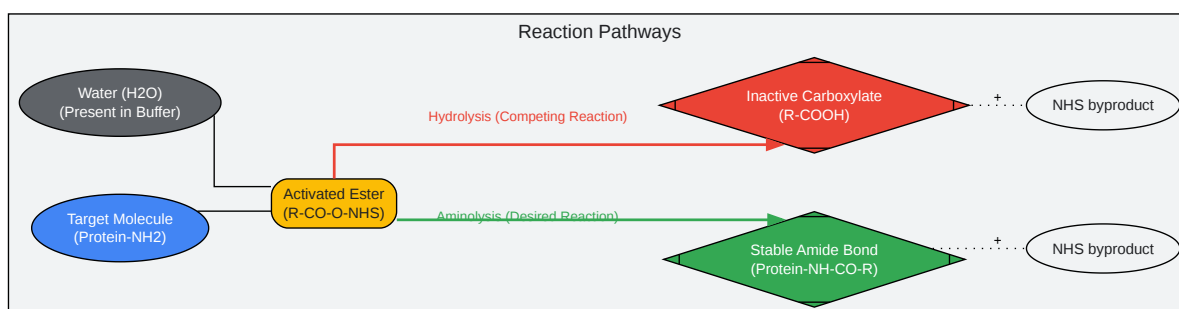 Reaction Pathways
Water (H2O)
(Present in Buffer)
Hydrolysis (Competing Reaction)
Inactive Carboxylate
(R-COOH)
+
NHS byproduct
Target Molecule
(Protein-NH2)
Activated Ester
(R-CO-O-NHS)
Aminolysis (Desired Reaction)
Stable Amide Bond
(Protein-NH-CO-R)
+
NHS byproduct